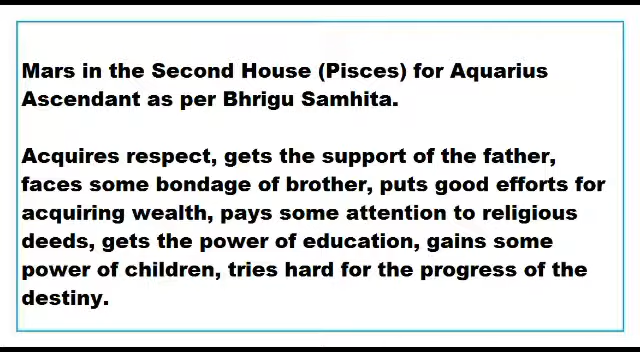 Mars in the Second House (Pisces) for Aquarius
Ascendant as per Bhrigu Samhita.
Acquires respect, gets the support of the father,
faces some bondage of brother, puts good efforts for
acquiring wealth, pays some attention to religious
deeds, gets the power of education, gains some
power of children, tries hard for the progress of the
destiny.